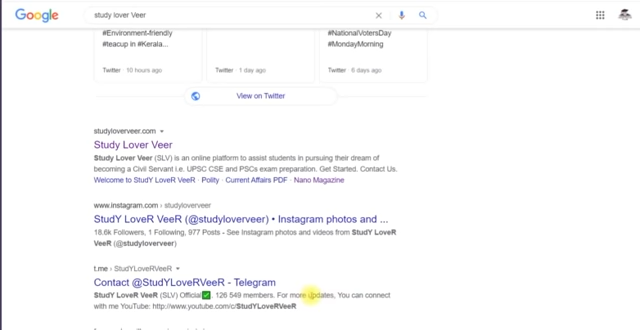 Google
study lover Veer
#Environment-friendly
#teacup in #Kerala...
#NationalVotersDay
#MondayMorning
Twitter · 10 hours ago
Twitter · 1 day ago
Twitter · 6 days ago
View on Twitter
studyloverveer.com
Study Lover Veer
Study Lover Veer (SLV) is an online platform to assist students in pursuing their dream of
becoming a Civil Servant i.e. UPSC CSE and PSCs exam preparation. Get Started. Contact Us.
Welcome to StudY LoveR VeeR · Polity · Current Affairs PDF · Nano Magazine
www.instagram.com › studyloverveer
StudY LoveR VeeR (@studyloverveer) • Instagram photos and ...
18.6k Followers, 1 Following, 977 Posts - See Instagram photos and videos from StudY LoveR
VeeR (@studyloverveer)
t.me › StudYLoVeRVeeR
Contact @StudYLoVeRVeeR - Telegram
StudY LoveR VeeR (SLV) Official✅. 126 549 members. For more updates, You can connect
with me YouTube: http://www.youtube.com/c/StudYLoveRVeeR